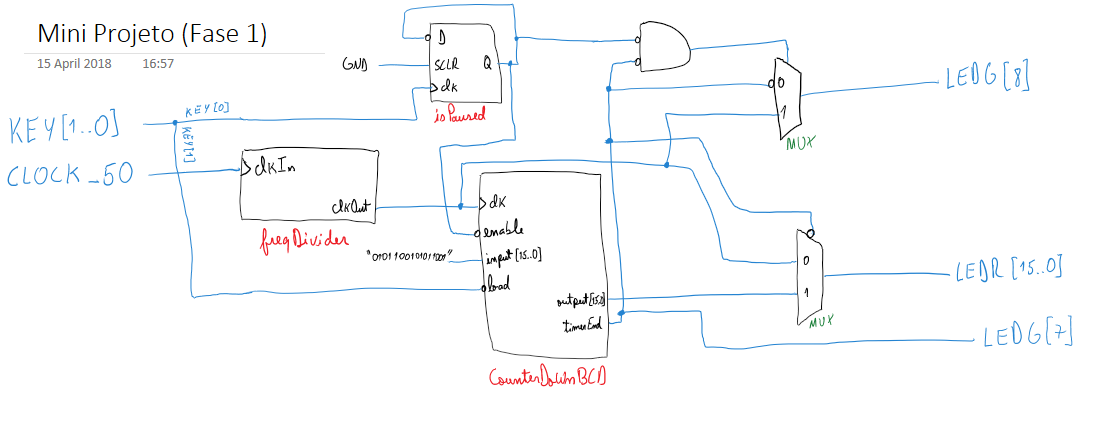 Mini Projeto (Fase 1)
15 April 2018 16:57
D
GND
SCLR Q
clk
isPaused
KEY[0]
KEY[1..0]
KEY[1]
CLOCK_50
clkIn
clkOut
freqDivider
clk
enable
"0101100101011001"
input[15..0]
load
output[15..0]
timerEnd
CounterDownBCD
0
1
MUX
LEDG[8]
0
1
MUX
LEDR[15..0]
LEDG[7]